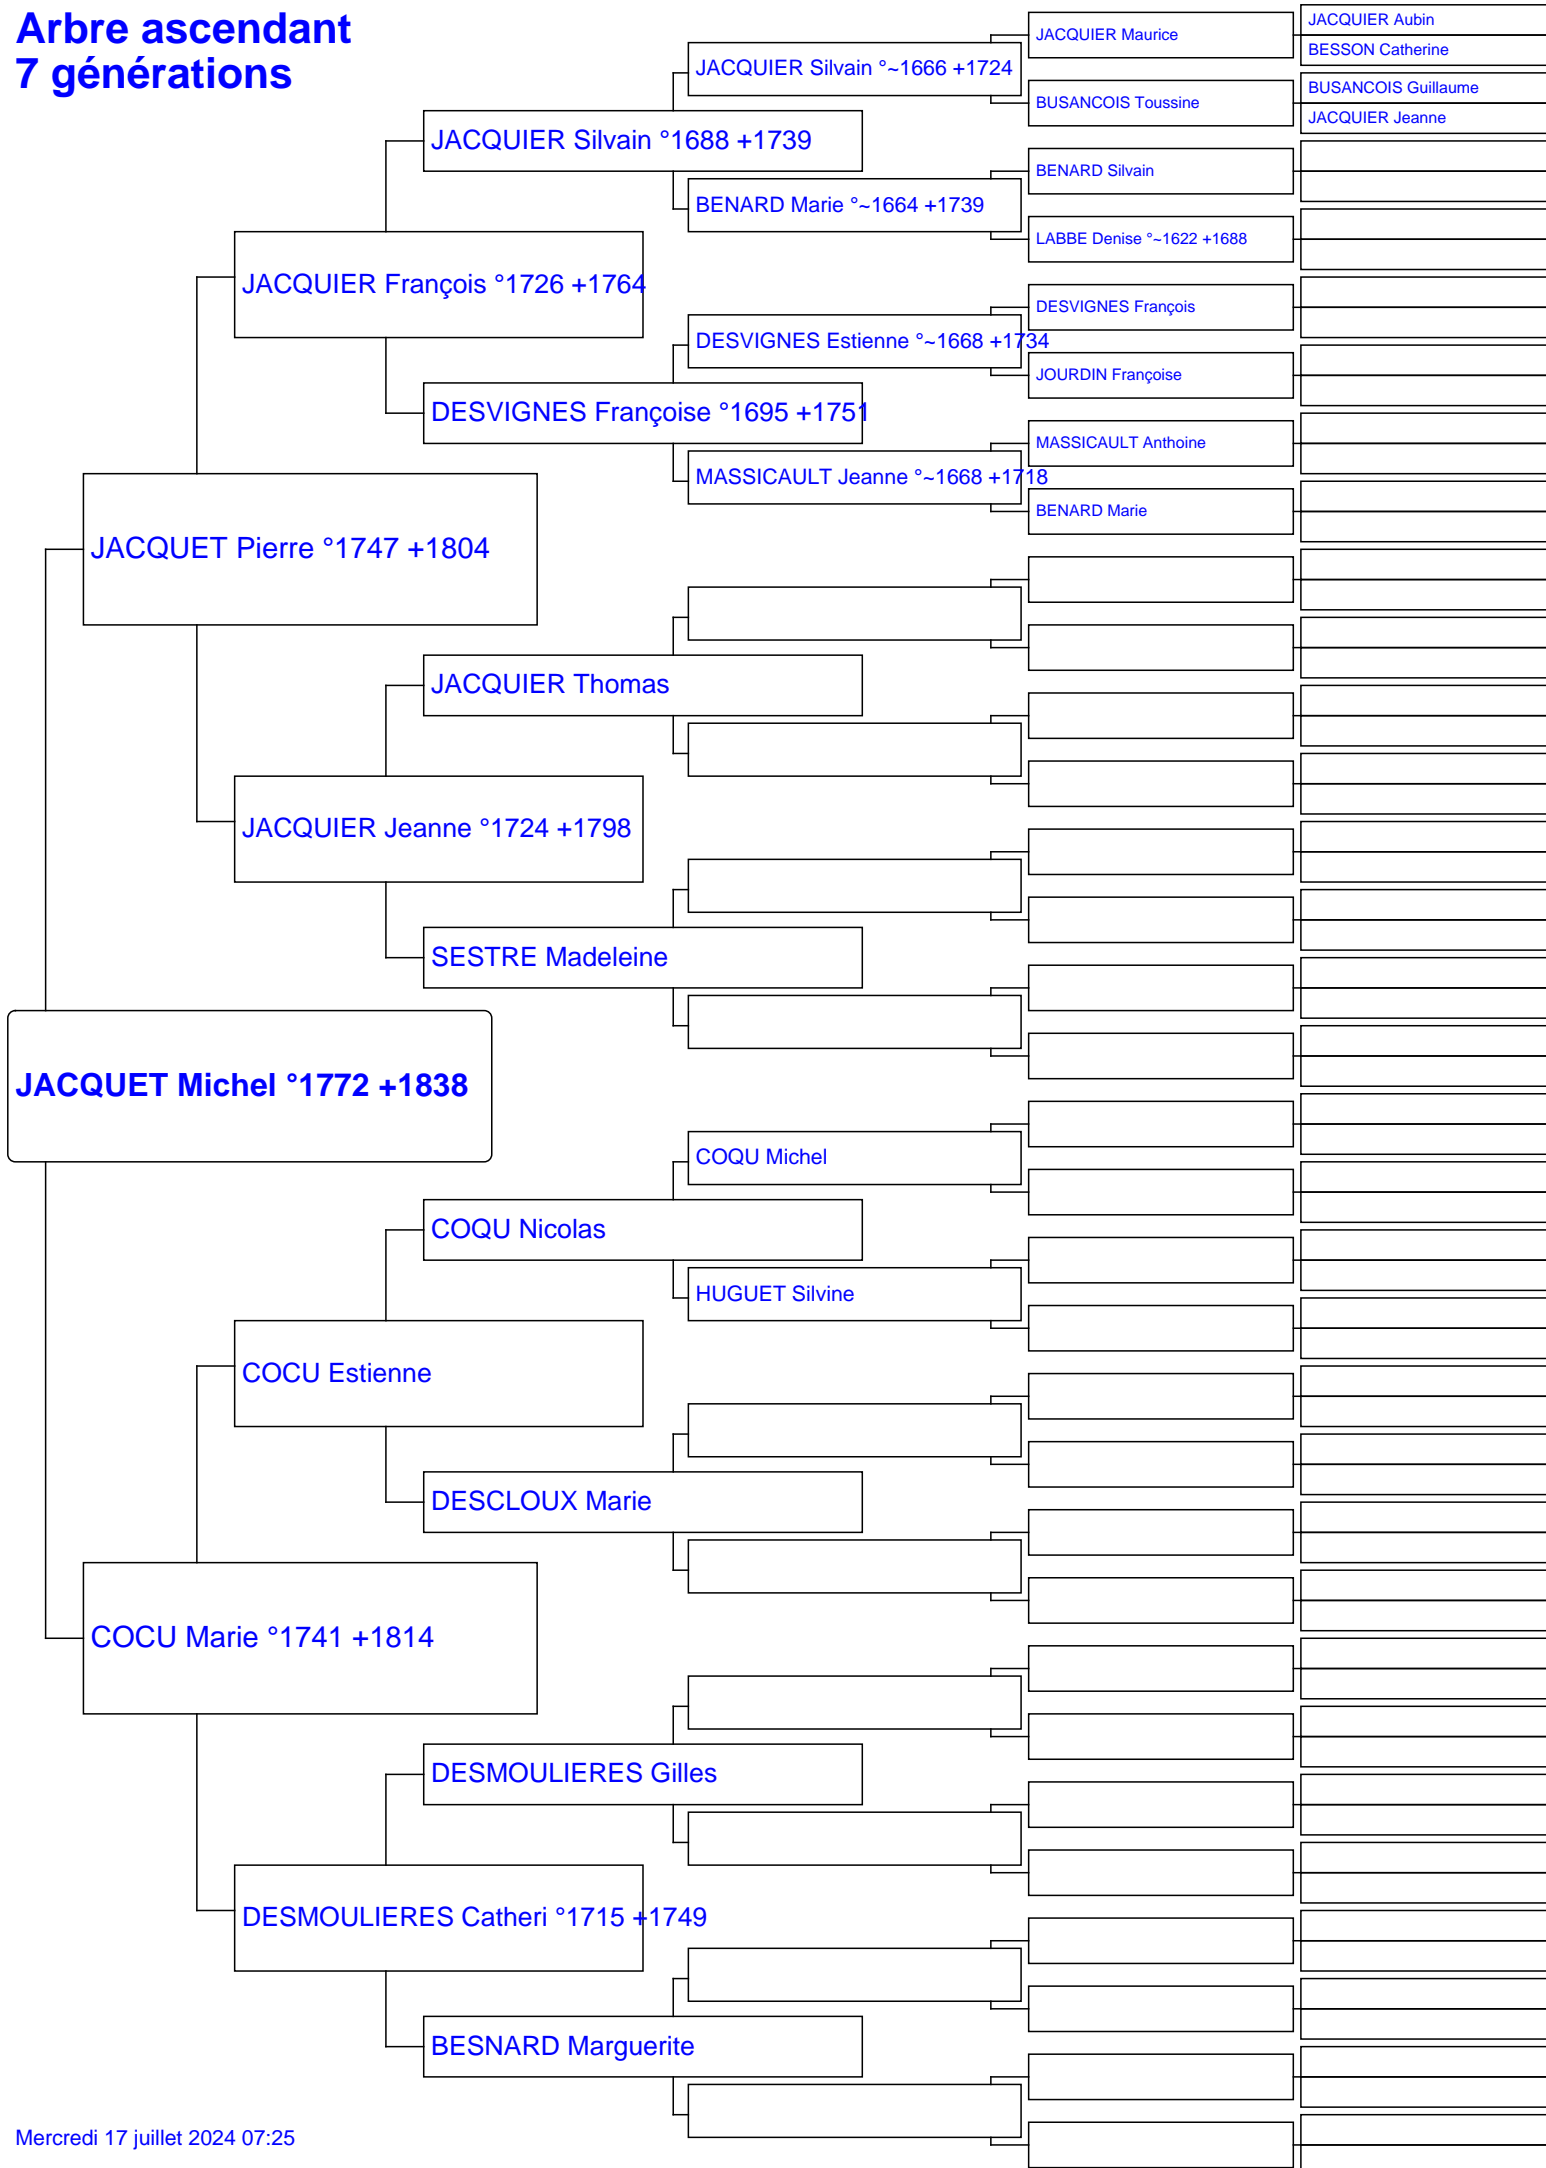 Arbre ascendant
7 générations
JACQUIER Maurice
JACQUIER Aubin
BESSON Catherine
JACQUIER Silvain °~1666 +1724
BUSANCOIS Toussine
BUSANCOIS Guillaume
JACQUIER Jeanne
JACQUIER Silvain °1688 +1739
BENARD Silvain
BENARD Marie °~1664 +1739
LABBE Denise °~1622 +1688
JACQUIER François °1726 +1764
DESVIGNES François
DESVIGNES Estienne °~1668 +1734
JOURDIN Françoise
DESVIGNES Françoise °1695 +1751
MASSICAULT Anthoine
MASSICAULT Jeanne °~1668 +1718
BENARD Marie
JACQUET Pierre °1747 +1804
JACQUIER Thomas
JACQUIER Jeanne °1724 +1798
SESTRE Madeleine
JACQUET Michel °1772 +1838
COQU Michel
COQU Nicolas
HUGUET Silvine
COCU Estienne
DESCLOUX Marie
COCU Marie °1741 +1814
DESMOULIERES Gilles
DESMOULIERES Catheri °1715 +1749
BESNARD Marguerite
Mercredi 17 juillet 2024 07:25